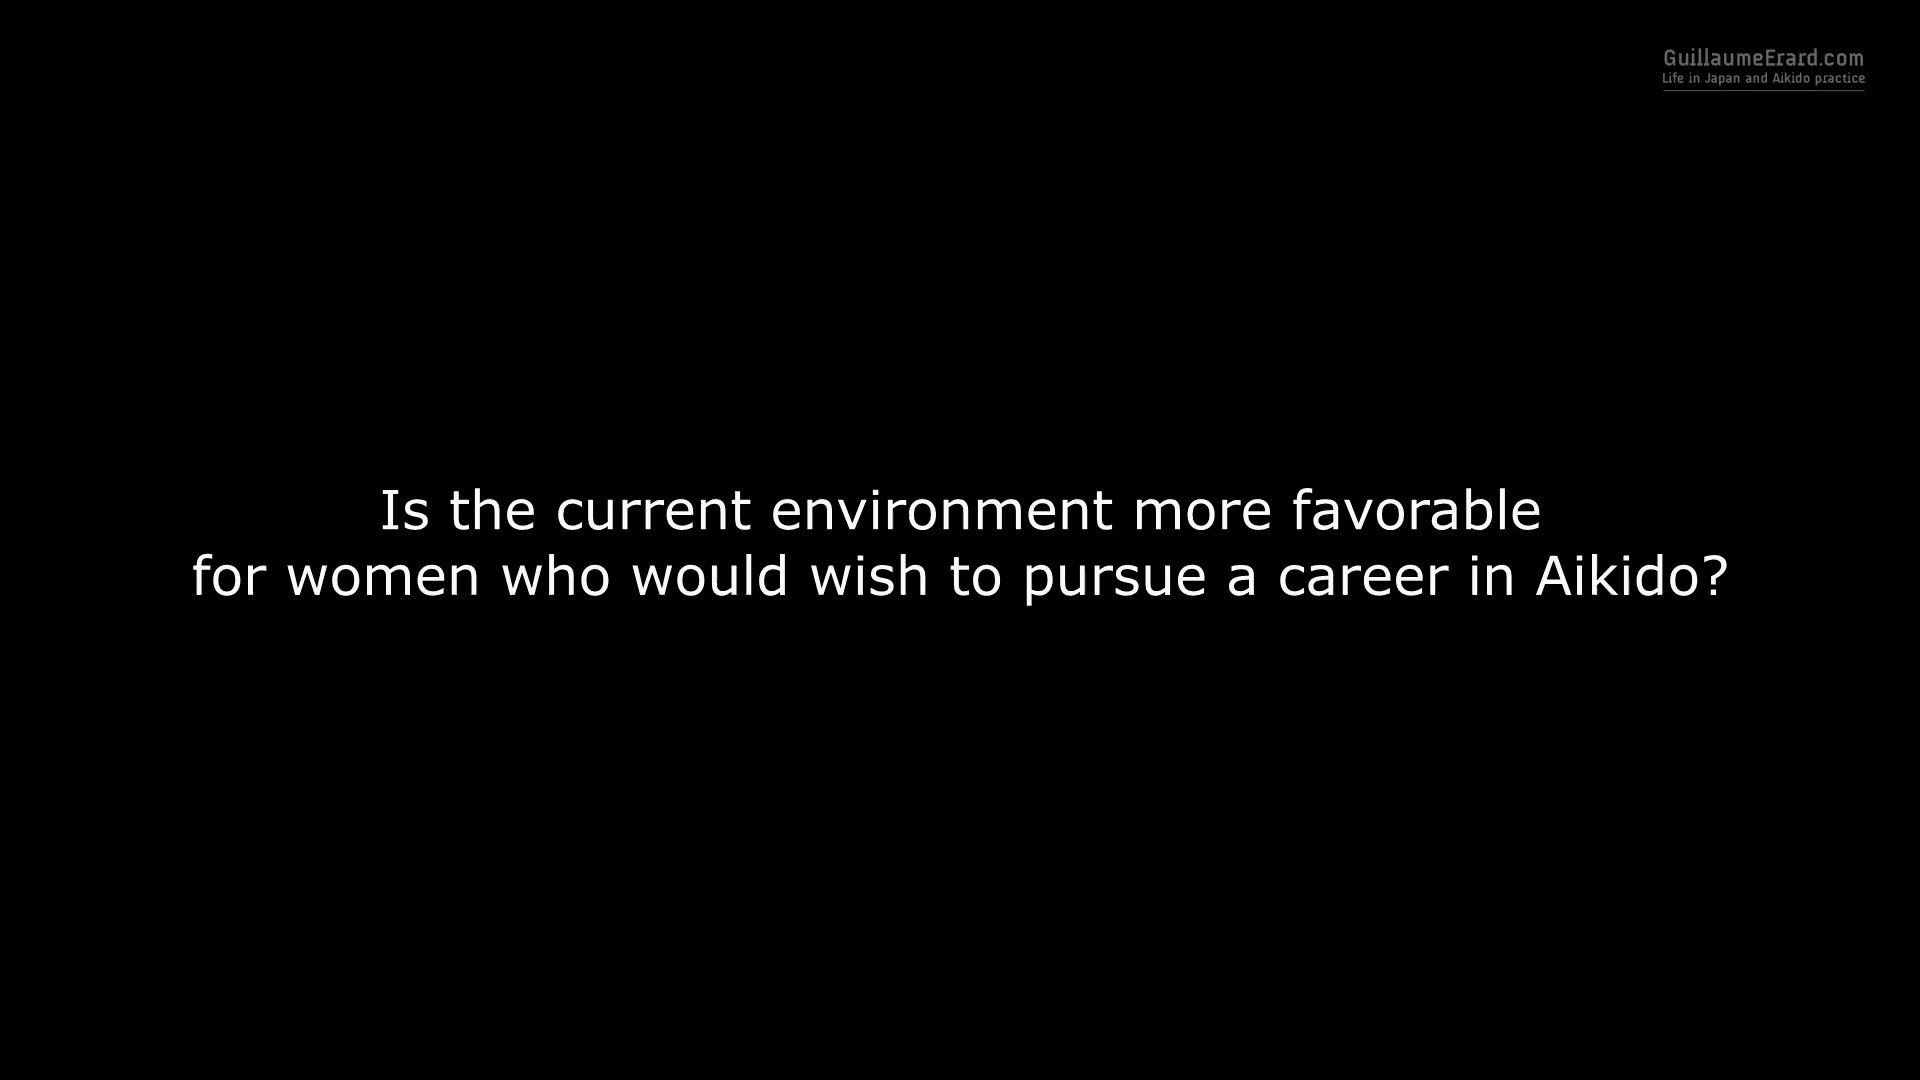 GuillaumeErard.com
Life in Japan and Aikido practice
Is the current environment more favorable
for women who would wish to pursue a career in Aikido?